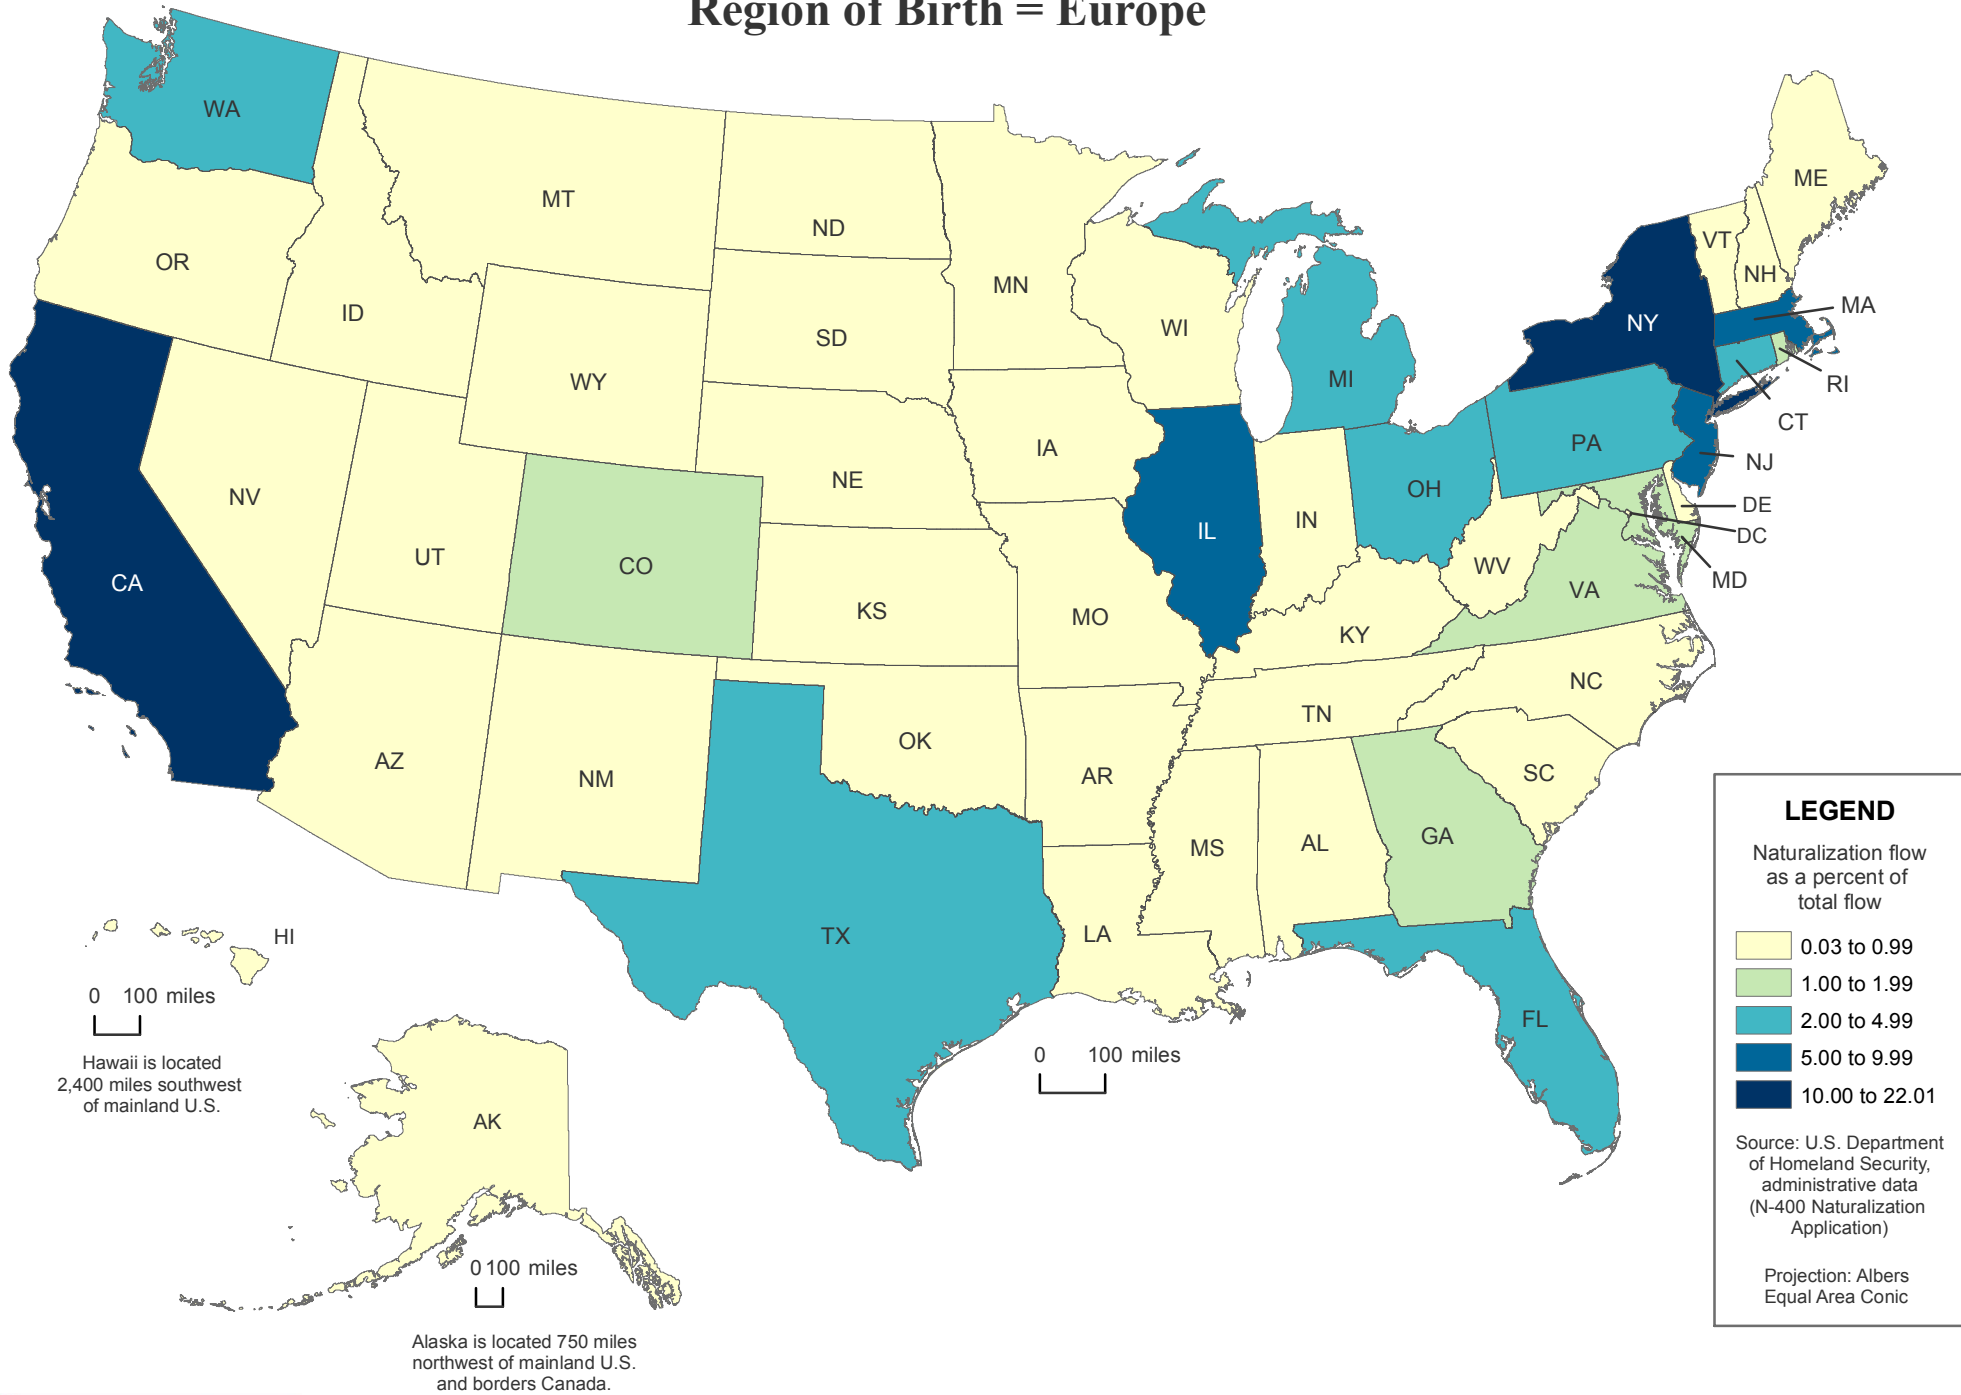 Region of Birth = Europe
WA
ME
MT
ND
VT
OR
NH
MN
ID
MA
NY
WI
SD
MI
WY
RI
CT
PA
IA
NJ
NE
OH
NV
DE
IN
IL
DC
UT
CO
WV
MD
CA
VA
KS
MO
KY
NC
TN
OK
AZ
SC
NM
AR
GA
AL
MS
LA
TX
HI
FL
AK
0 100 miles
Hawaii is located
2,400 miles southwest
of mainland U.S.
0 100 miles
0 100 miles
Alaska is located 750 miles
northwest of mainland U.S.
and borders Canada.
LEGEND
Naturalization flow
as a percent of
total flow
0.03 to 0.99
1.00 to 1.99
2.00 to 4.99
5.00 to 9.99
10.00 to 22.01
Source: U.S. Department
of Homeland Security,
administrative data
(N-400 Naturalization
Application)
Projection: Albers
Equal Area Conic